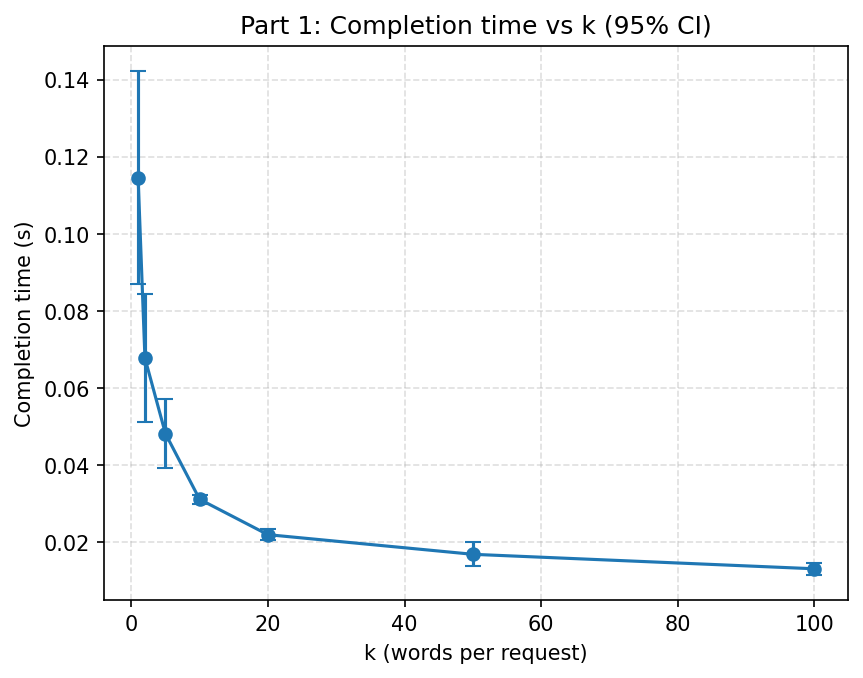 Part 1: Completion time vs k (95% CI)
Completion time (s)
0.14
0.12
0.10
0.08
0.06
0.04
0.02
0 20 40 60 80 100
k (words per request)